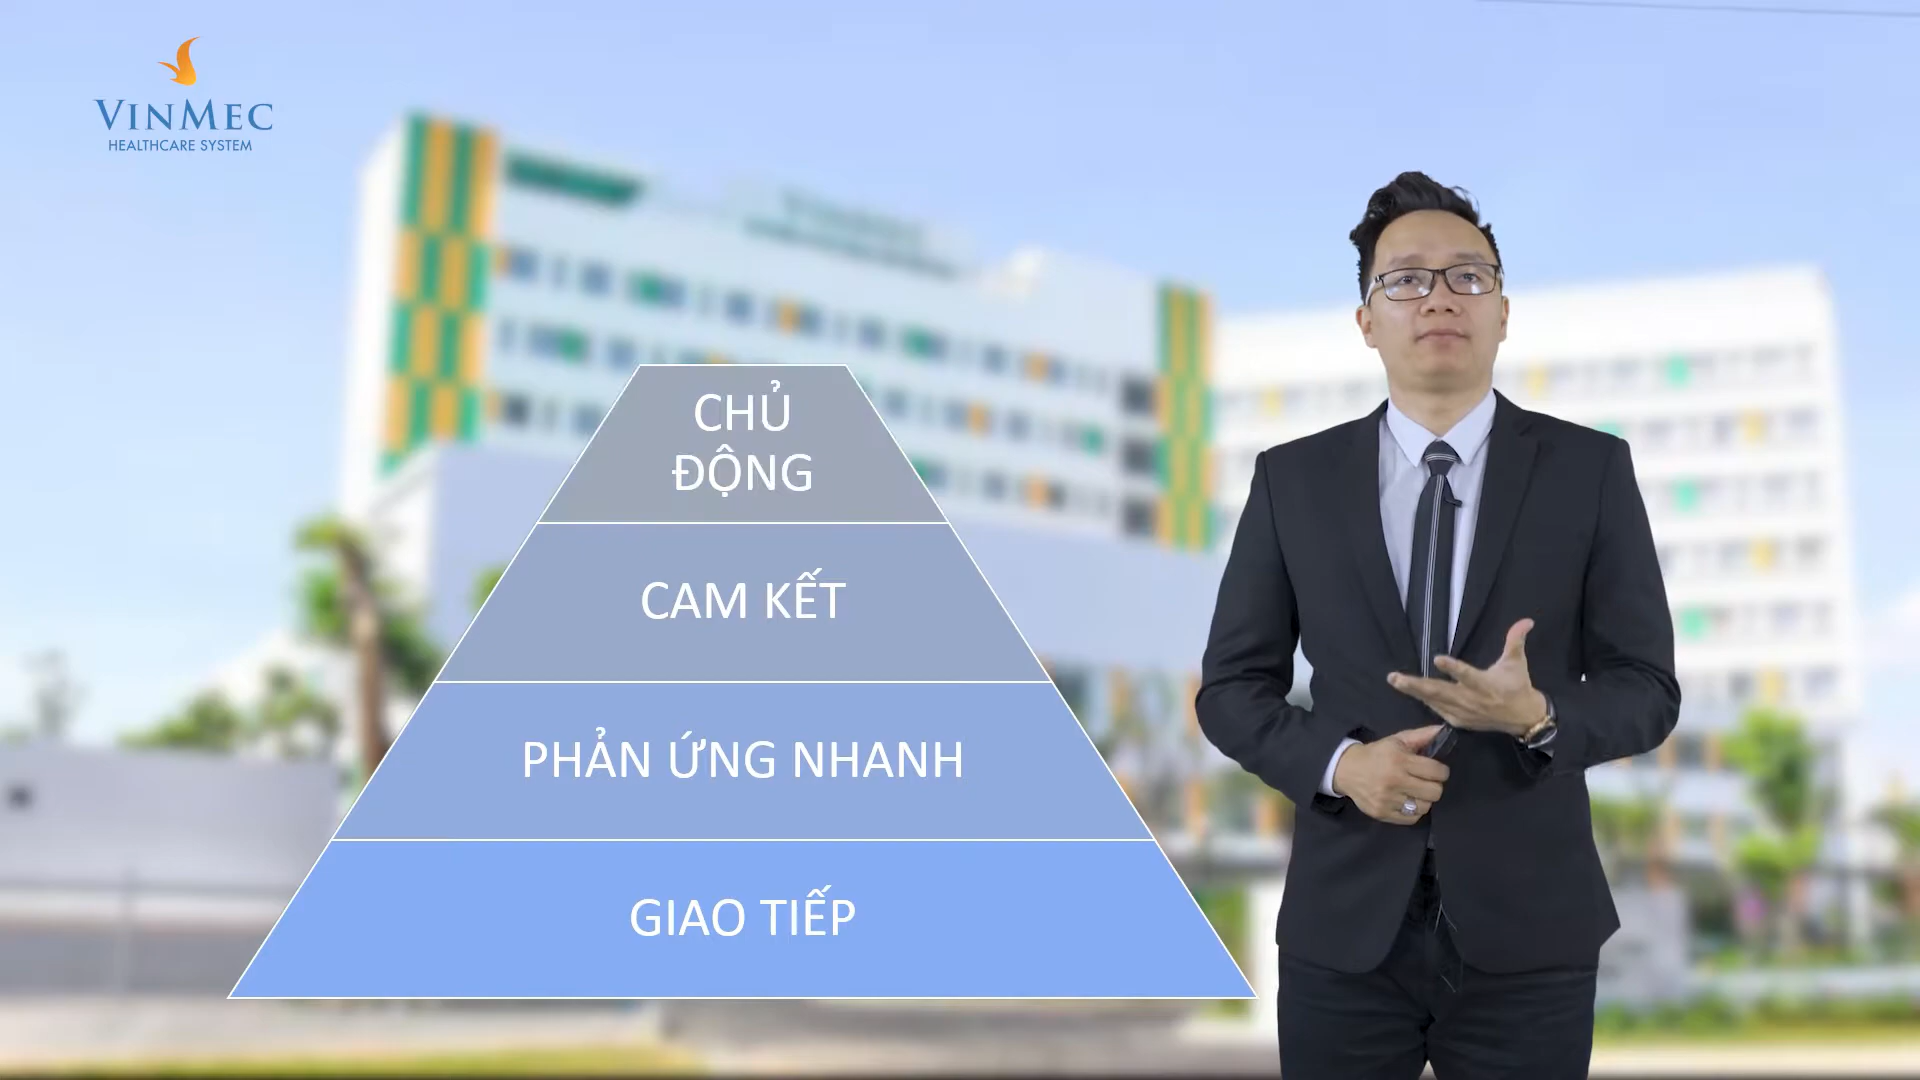 VINMEC
HEALTHCARE SYSTEM
CHỦ
ĐỘNG
CAM KẾT
PHẢN ỨNG NHANH
GIAO TIẾP